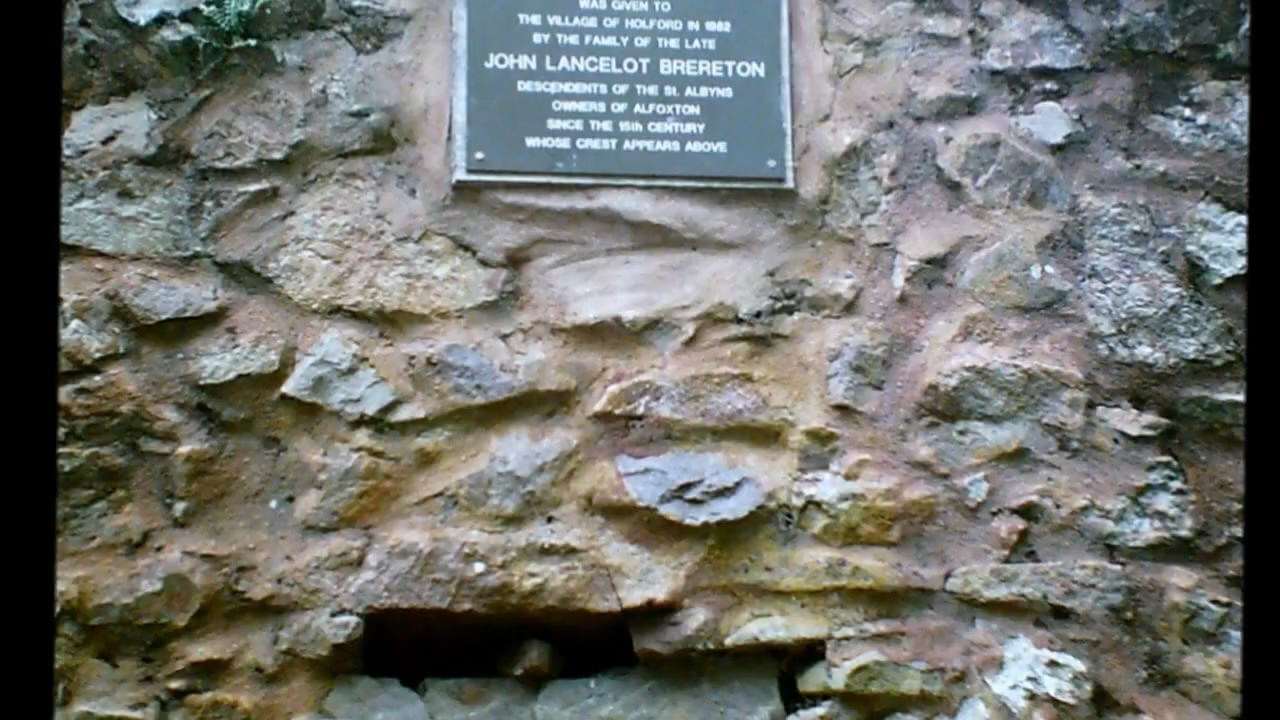 WAS GIVEN TO
THE VILLAGE OF HOLFORD IN 1982
BY THE FAMILY OF THE LATE
JOHN LANCELOT BRERETON
DESCENDENTS OF THE St. ALBYNS
OWNERS OF ALFOXTON
SINCE THE 15th CENTURY
WHOSE CREST APPEARS ABOVE